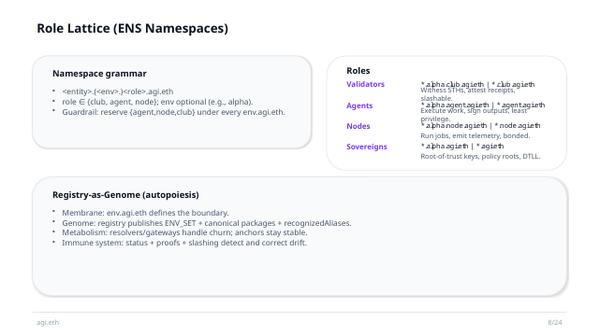 Role Lattice (ENS Namespaces)
Namespace grammar
• <entity>.(<env>.)<role>.agi.eth
• role ∈ {club, agent, node}; env optional (e.g., alpha).
• Guardrail: reserve {agent,node,club} under every env.agi.eth.
Roles
Validators
*.alpha.club.agi.eth | *.club.agi.eth
Witness STHs, attest receipts,
slashable.
Agents
*.alpha.agent.agi.eth | *.agent.agi.eth
Execute work, sign outputs, least
privilege.
Nodes
*.alpha.node.agi.eth | *.node.agi.eth
Run jobs, emit telemetry, bonded.
Sovereigns
*.alpha.agi.eth | *.agi.eth
Root-of-trust keys, policy roots, DTLL.
Registry-as-Genome (autopoiesis)
• Membrane: env.agi.eth defines the boundary.
• Genome: registry publishes ENV_SET + canonical packages + recognizedAliases.
• Metabolism: resolvers/gateways handle churn; anchors stay stable.
• Immune system: status + proofs + slashing detect and correct drift.
agi.eth
8/24